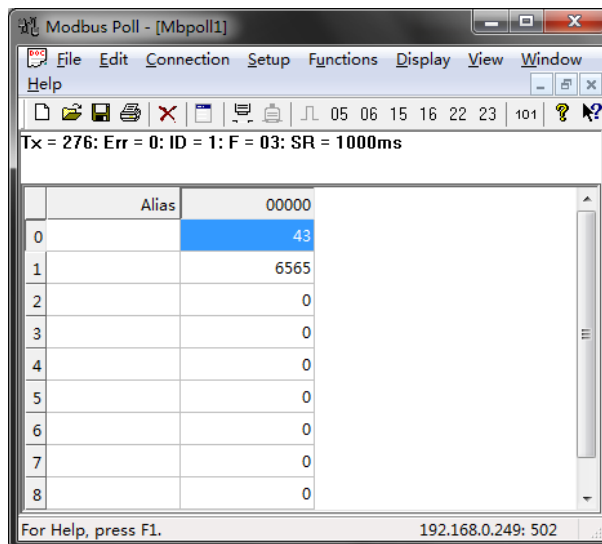 Modbus Poll - [Mbpoll1]
File Edit Connection Setup Functions Display View Window
Help
05 06 15 16 22 23 101
Tx = 276: Err = 0: ID = 1: F = 03: SR = 1000ms
Alias 00000
0 43
1 6565
2 0
3 0
4 0
5 0
6 0
7 0
8 0
For Help, press F1. 192.168.0.249: 502